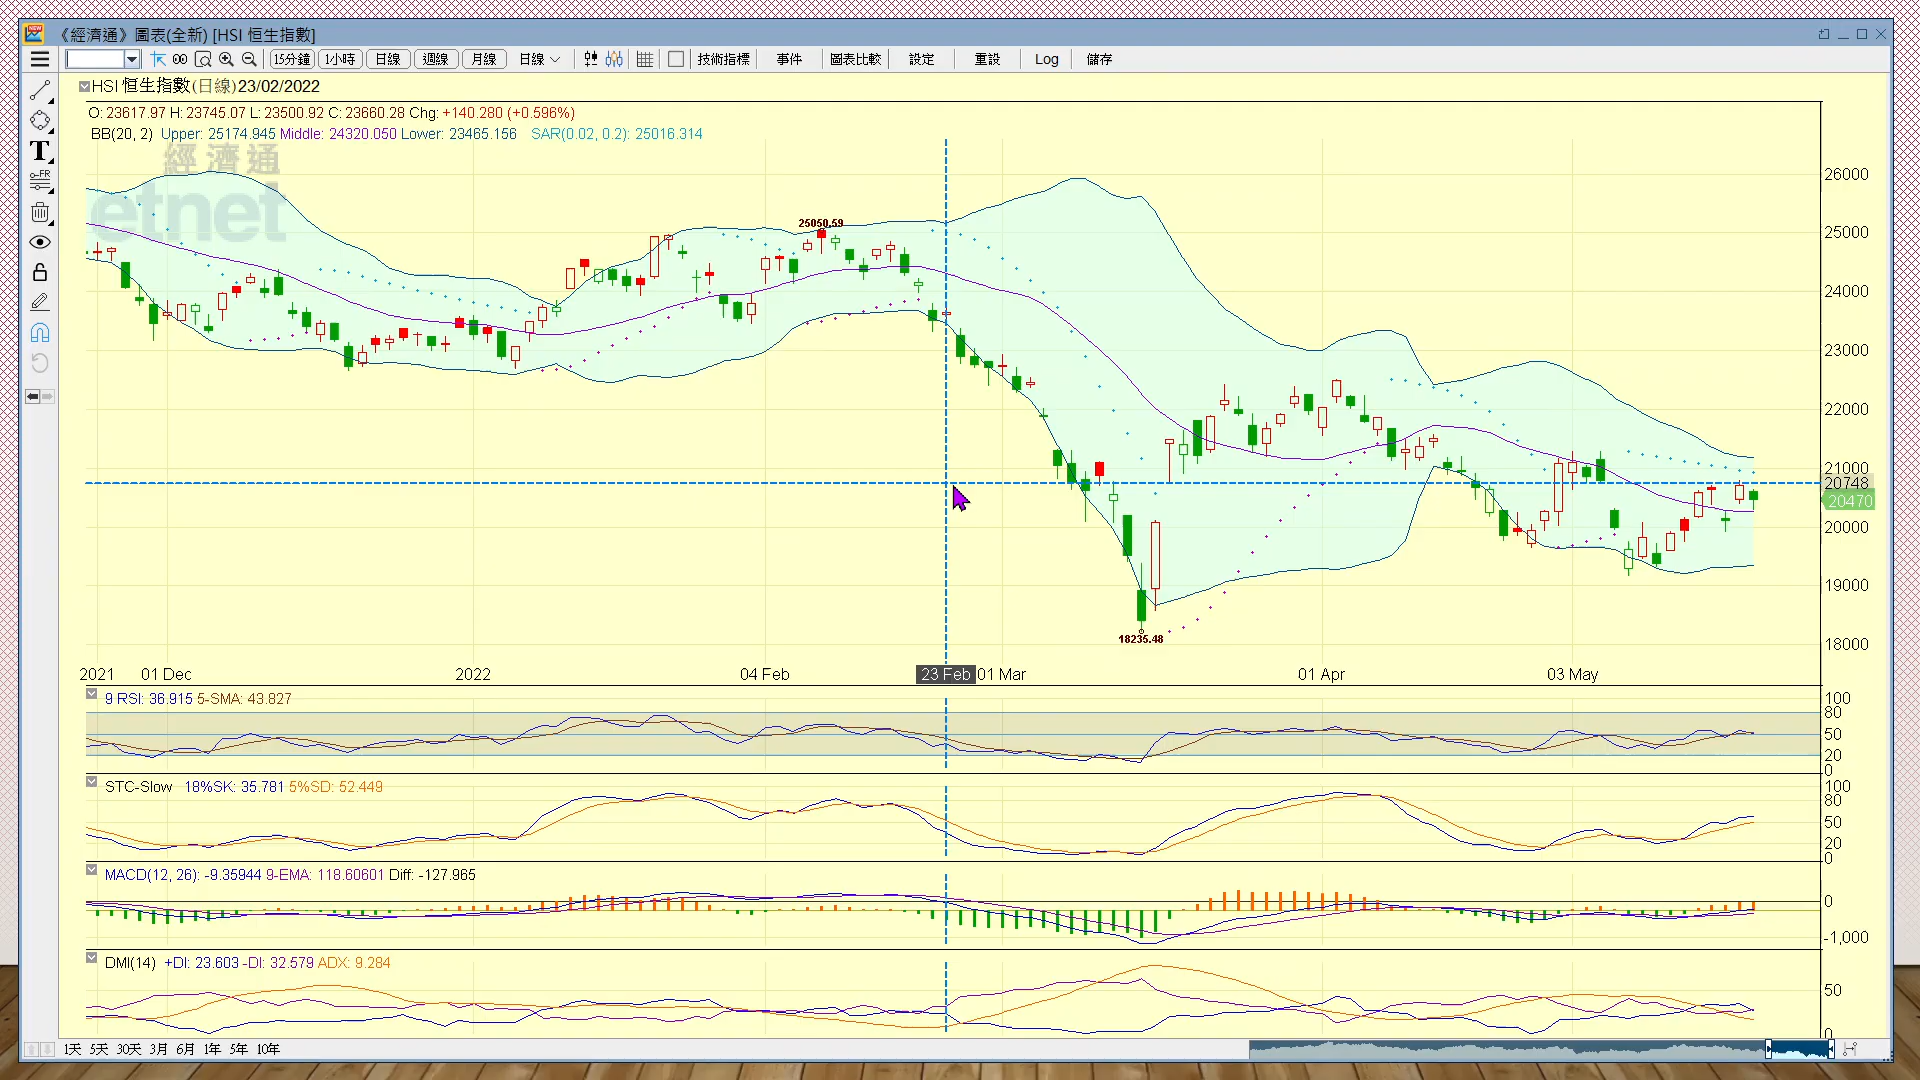 《經濟通》圖表(全新) [HSI 恒生指數]
15分鐘 1小時 日線 週線 月線 日線 技術指標 事件 圖表比較 設定 重設 Log 儲存
HSI 恒生指數(日線)23/02/2022
O: 23617.97 H: 23745.07 L: 23500.92 C: 23660.28 Chg: +140.280 (+0.596%)
BB(20, 2) Upper: 25174.945 Middle: 24320.050 Lower: 23465.156 SAR(0.02, 0.2): 25016.314
經濟通
etnet
T
FR
25050.59
18235.48
26000
25000
24000
23000
22000
21000
20748
20470
20000
19000
18000
2021 01 Dec 2022 04 Feb 23 Feb 01 Mar 01 Apr 03 May
9 RSI: 36.915 5-SMA: 43.827
100
80
50
20
0
STC-Slow 18%SK: 35.781 5%SD: 52.449
100
80
50
20
0
MACD(12, 26): -9.35944 9-EMA: 118.60601 Diff: -127.965
0
-1,000
DMI(14) +DI: 23.603 -DI: 32.579 ADX: 9.284
50
0
1天 5天 30天 3月 6月 1年 5年 10年